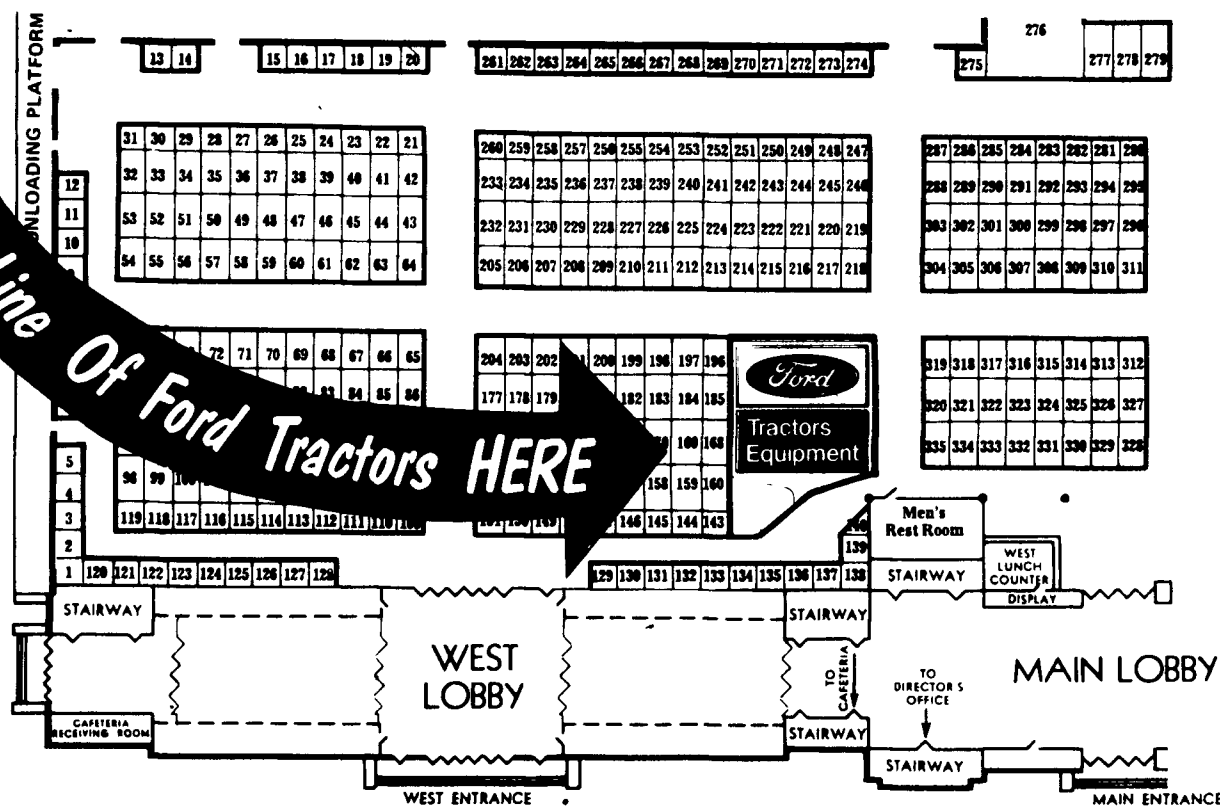 UNLOADING PLATFORM
276
13 14 15 16 17 18 19 20 261 262 263 264 265 266 267 268 269 270 271 272 273 274 275 277 278 279
31 30 29 28 27 26 25 24 23 22 21
32 33 34 35 36 37 38 39 40 41 42
53 52 51 50 49 48 47 46 45 44 43
54 55 56 57 58 59 60 61 62 63 64
260 259 258 257 256 255 254 253 252 251 250 249 248 247
233 234 235 236 237 238 239 240 241 242 243 244 245 246
232 231 230 229 228 227 226 225 224 223 222 221 220 219
205 206 207 208 209 210 211 212 213 214 215 216 217 218
287 286 285 284 283 282 281 280
288 289 290 291 292 293 294 295
303 302 301 300 299 298 297 296
304 305 306 307 308 309 310 311
12
11
10
Line Of Ford Tractors HERE
72 71 70 69 68 67 66 65
83 84 85 86
98 99
119 118 117 116 115 114 113 112 111 110
204 203 202 200 199 198 197 196
177 178 179 182 183 184 185
168
158 159 160
146 145 144 143
Ford
Tractors
Equipment
319 318 317 316 315 314 313 312
320 321 322 323 324 325 326 327
335 334 333 332 331 330 329 328
5
4
3
2
1 120 121 122 123 124 125 126 127 128
140
139
129 130 131 132 133 134 135 136 137 138
Men's
Rest Room
STAIRWAY
WEST
LUNCH
COUNTER
DISPLAY
STAIRWAY
STAIRWAY
WEST
LOBBY
TO
CAFETERIA
TO
DIRECTOR S
OFFICE
MAIN LOBBY
CAFETERIA
RECEIVING ROOM
STAIRWAY
STAIRWAY
WEST ENTRANCE
MAIN ENTRANCE